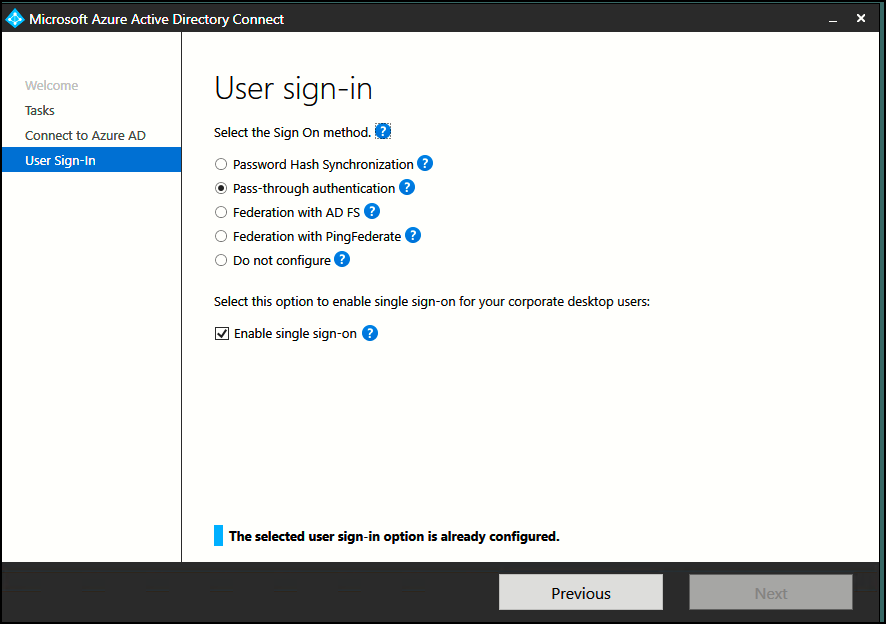 Microsoft Azure Active Directory Connect
Welcome
Tasks
Connect to Azure AD
User Sign-In
User sign-in
Select the Sign On method. ?
Password Hash Synchronization ?
Pass-through authentication ?
Federation with AD FS ?
Federation with PingFederate ?
Do not configure ?
Select this option to enable single sign-on for your corporate desktop users:
Enable single sign-on ?
The selected user sign-in option is already configured.
Previous
Next